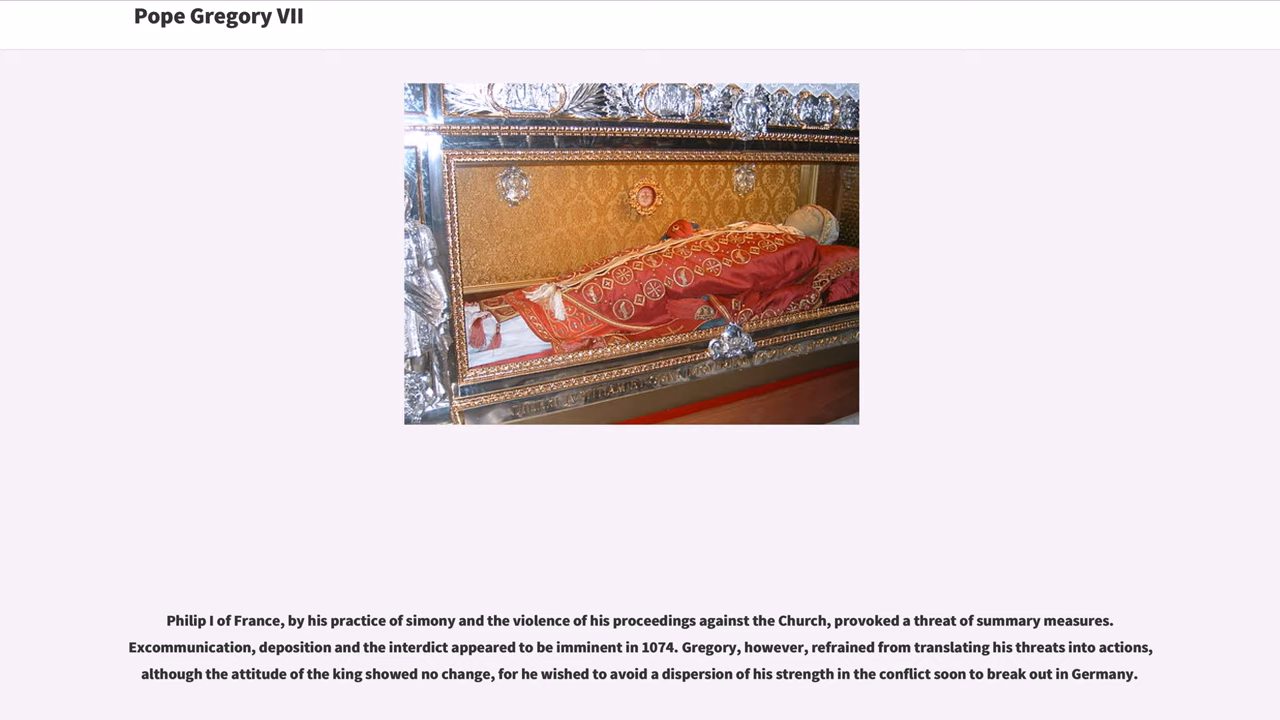 Pope Gregory VII
Philip I of France, by his practice of simony and the violence of his proceedings against the Church, provoked a threat of summary measures.
Excommunication, deposition and the interdict appeared to be imminent in 1074. Gregory, however, refrained from translating his threats into actions,
although the attitude of the king showed no change, for he wished to avoid a dispersion of his strength in the conflict soon to break out in Germany.